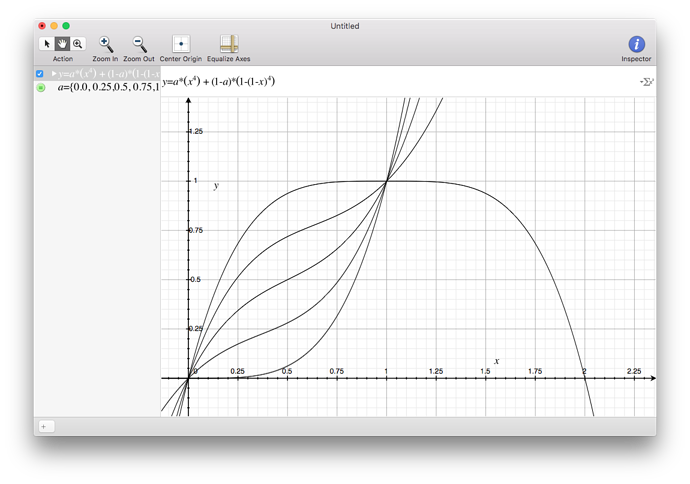 Untitled
Action
Zoom In
Zoom Out
Center Origin
Equalize Axes
Inspector
y=a*(x⁴) + (1-a)*(1-(1-x
a={0.0, 0.25,0.5, 0.75,1
y=a*(x⁴) + (1-a)*(1-(1-x)⁴)
1.25
1
y
0.75
0.5
0.25
x
0
0.25
0.5
0.75
1
1.25
1.5
1.75
2
2.25